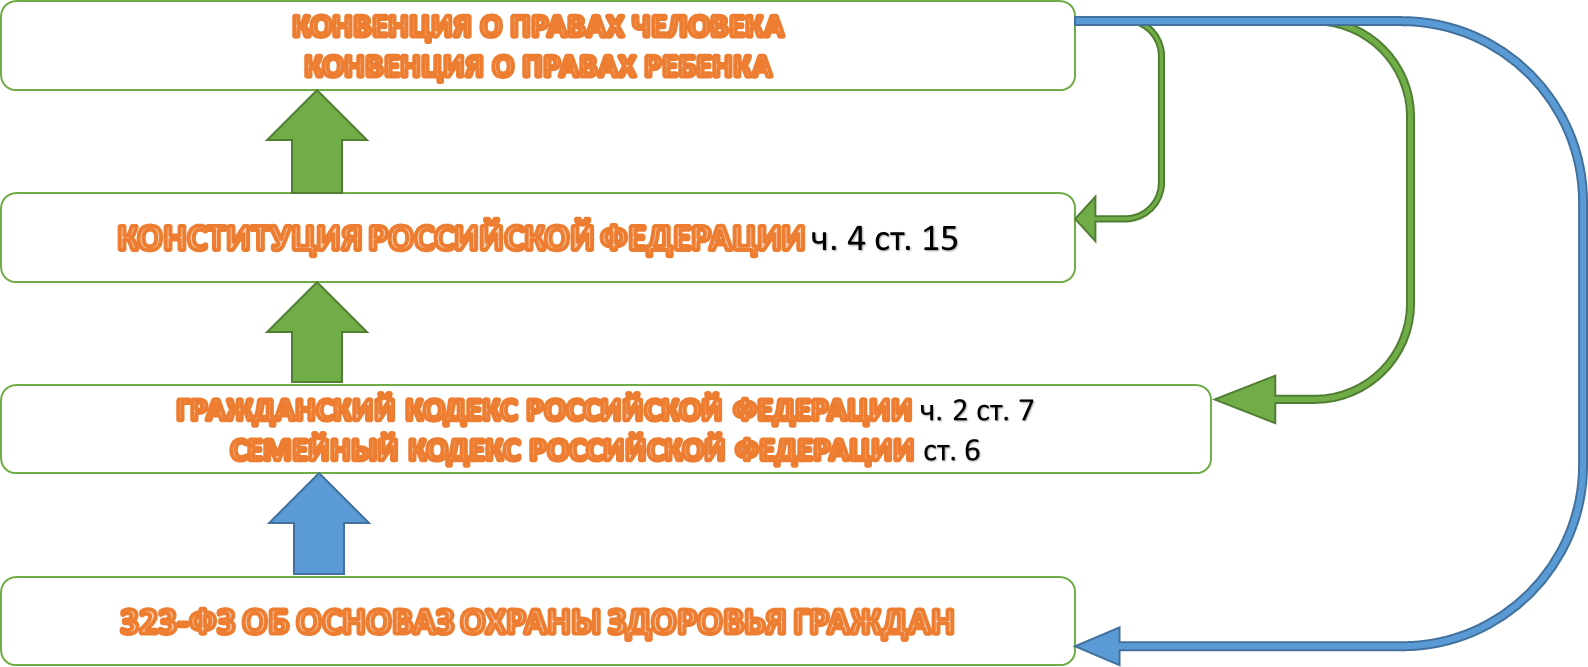 КОНВЕНЦИЯ О ПРАВАХ ЧЕЛОВЕКА
КОНВЕНЦИЯ О ПРАВАХ РЕБЕНКА
КОНСТИТУЦИЯ РОССИЙСКОЙ ФЕДЕРАЦИИ ч. 4 ст. 15
ГРАЖДАНСКИЙ КОДЕКС РОССИЙСКОЙ ФЕДЕРАЦИИ ч. 2 ст. 7
СЕМЕЙНЫЙ КОДЕКС РОССИЙСКОЙ ФЕДЕРАЦИИ ст. 6
323-ФЗ ОБ ОСНОВАЗ ОХРАНЫ ЗДОРОВЬЯ ГРАЖДАН